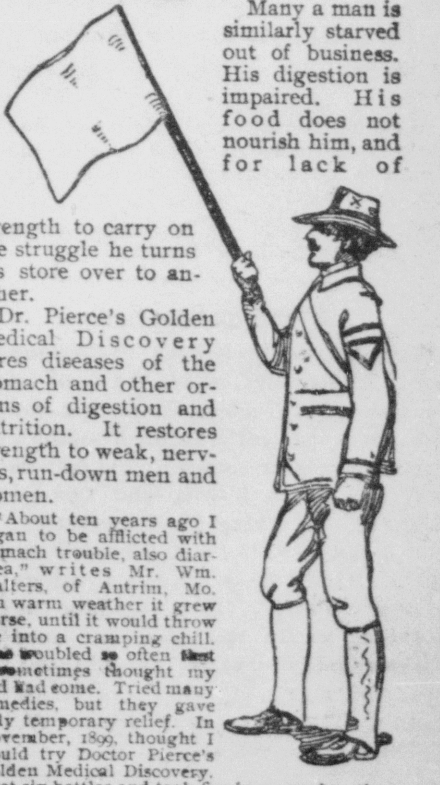 Many a man is
similarly starved
out of business.
His digestion is
impaired. His
food does not
nourish him, and
for lack of
rength to carry on
e struggle he turns
s store over to an-
her.
Dr. Pierce's Golden
edical Discovery
res diseases of the
omach and other or-
ns of digestion and
trition. It restores
ength to weak, nerv-
s, run-down men and
omen.
"About ten years ago I
gan to be afflicted with
mach trouble, also diar-
ea," writes Mr. Wm.
alters, of Antrim, Mo.
n warm weather it grew
rse, until it would throw
e into a cramping chill.
troubled so often
sometimes thought my
d had come. Tried many
medies, but they gave
ly temporary relief. In
vember, 1899, thought I
uld try Doctor Pierce's
lden Medical Discovery.